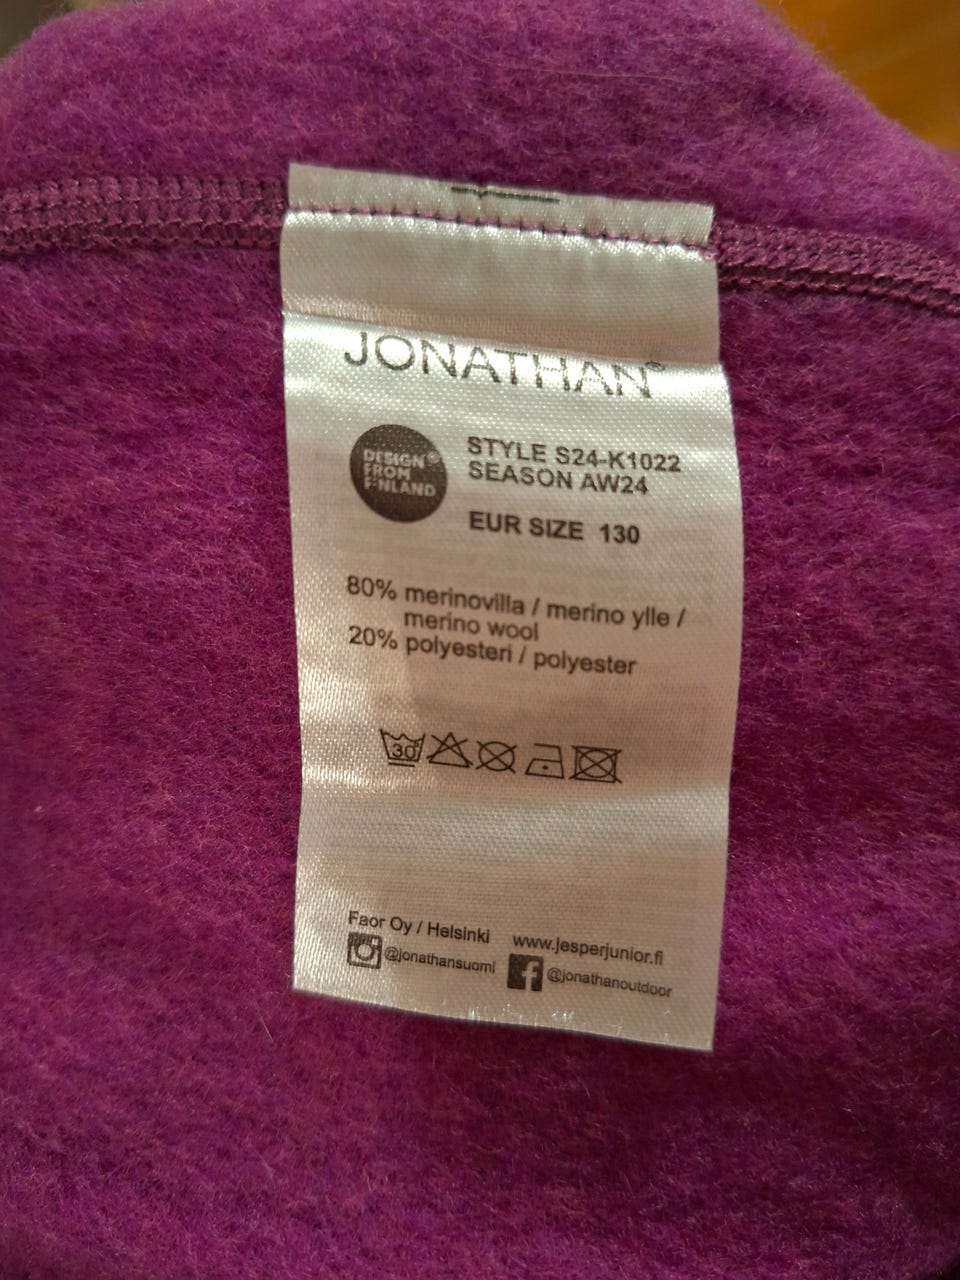 JONATHAN®
DESIGN
FROM
FINLAND
STYLE S24-K1022
SEASON AW24
EUR SIZE 130
80% merinovilla / merino ylle /
merino wool
20% polyesteri / polyester
30°
Faor Oy / Helsinki
www.jesperjunior.fi
@jonathansuomi
@jonathanoutdoor